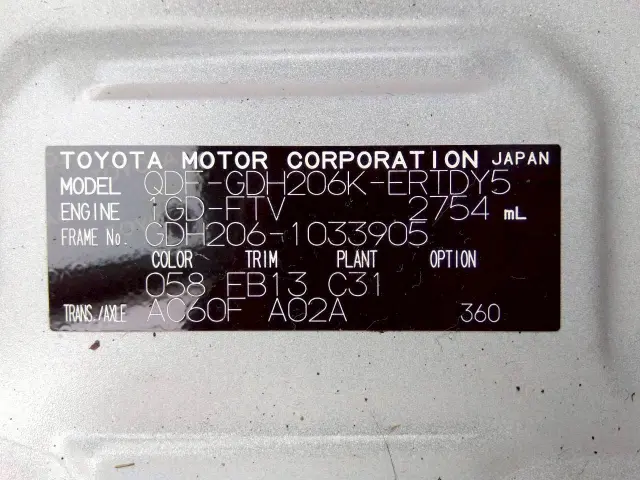 TOYOTA MOTOR CORPORATION JAPAN
MODEL QDF-GDH206K-ERTDY5
ENGINE 1GD-FTV 2754 mL
FRAME No. GDH206-1033905
COLOR TRIM PLANT OPTION
058 FB13 C31
TRANS./AXLE AC60F A02A 360